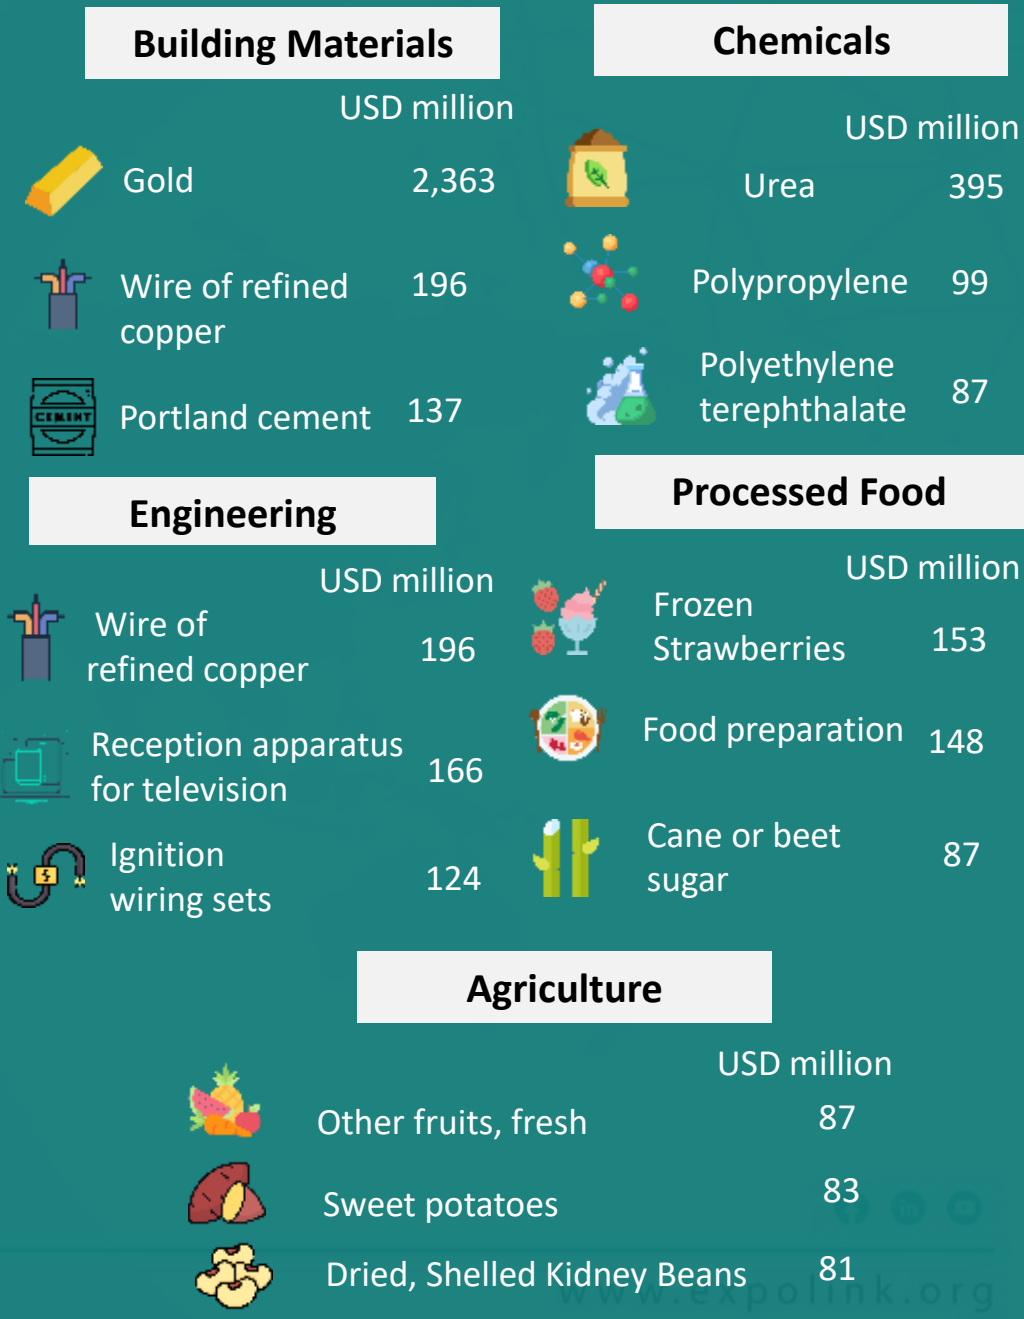 Building Materials
USD million
Gold 2,363
Wire of refined 196
copper
CEMENT
Portland cement 137
Chemicals
USD million
Urea 395
Polypropylene 99
Polyethylene
terephthalate 87
Engineering
USD million
Wire of
refined copper 196
Reception apparatus
for television 166
Ignition
wiring sets 124
Processed Food
USD million
Frozen
Strawberries 153
Food preparation 148
Cane or beet
sugar 87
Agriculture
USD million
Other fruits, fresh 87
Sweet potatoes 83
Dried, Shelled Kidney Beans 81
www.expolink.org